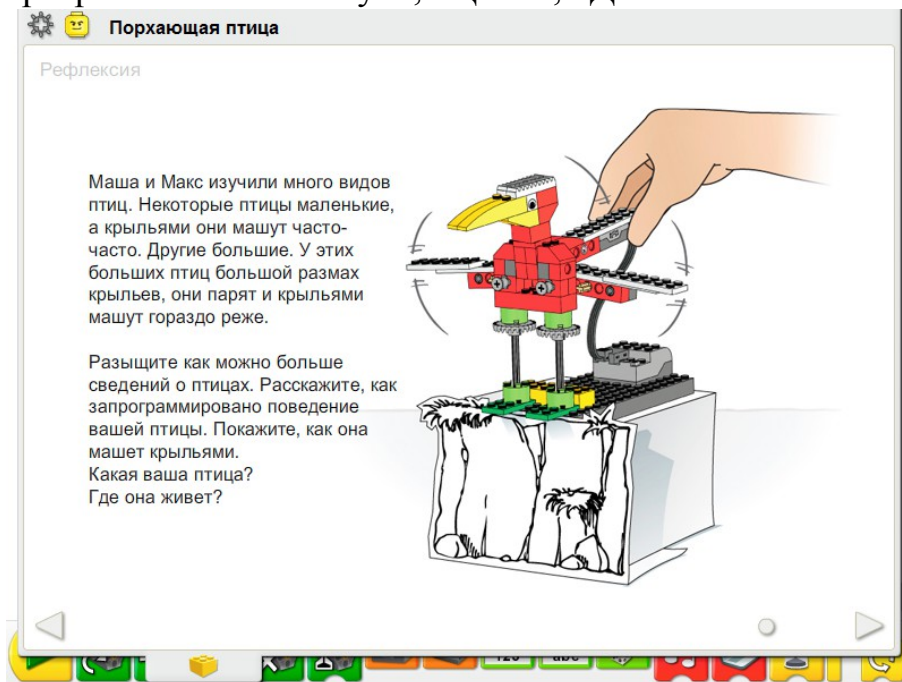 Порхающая птица
Рефлексия
Маша и Макс изучили много видов
птиц. Некоторые птицы маленькие,
а крыльями они машут часто-
часто. Другие большие. У этих
больших птиц большой размах
крыльев, они парят и крыльями
машут гораздо реже.
Разыщите как можно больше
сведений о птицах. Расскажите, как
запрограммировано поведение
вашей птицы. Покажите, как она
машет крыльями.
Какая ваша птица?
Где она живет?